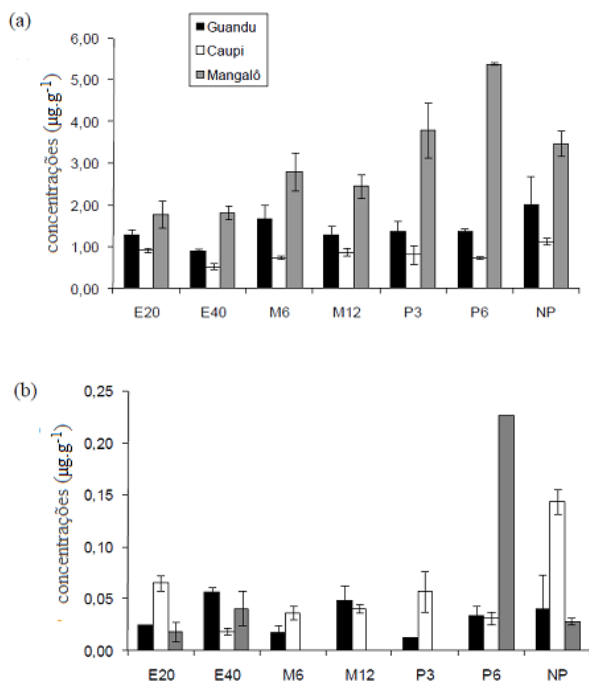 (a)
Guandu
Caupi
Mangalô
concentrações (µg.g-1)
6,00
5,00
4,00
3,00
2,00
1,00
0,00
E20 E40 M6 M12 P3 P6 NP
(b)
concentrações (µg.g-1)
0,25
0,20
0,15
0,10
0,05
0,00
E20 E40 M6 M12 P3 P6 NP